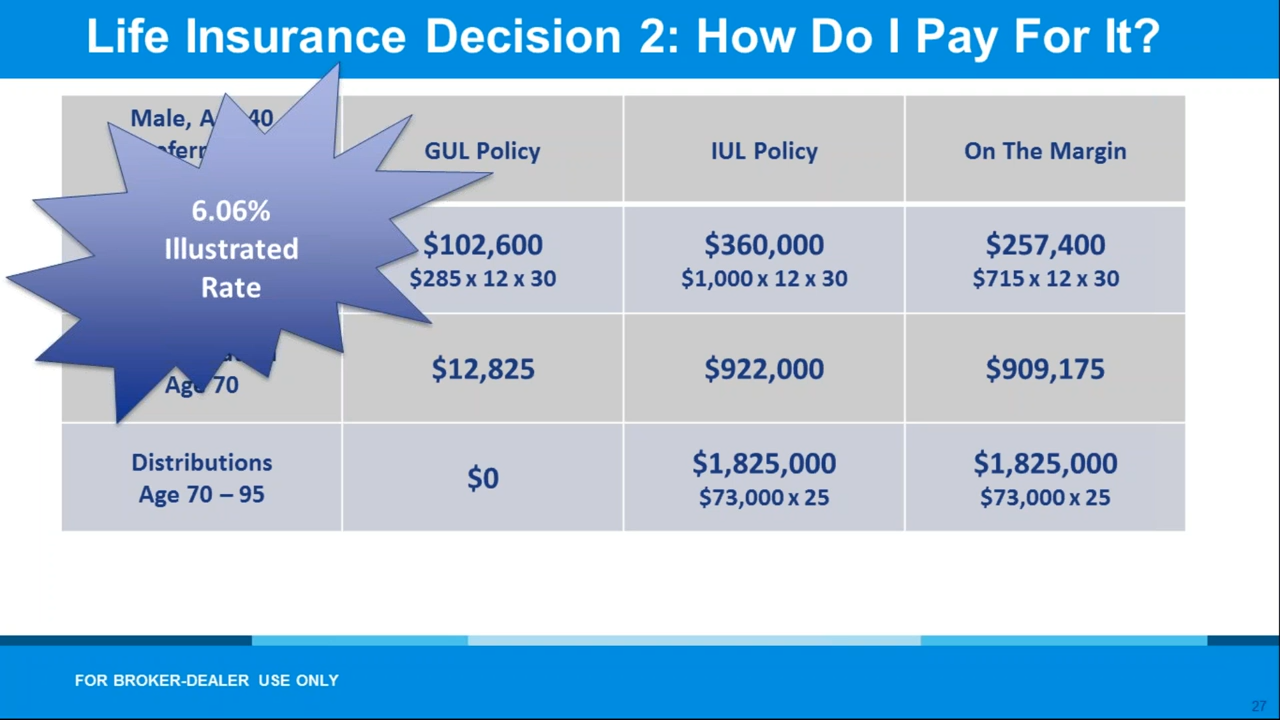 Life Insurance Decision 2: How Do I Pay For It?
Male, A 40
GUL Policy
IUL Policy
On The Margin
6.06%
Illustrated
Rate
$102,600
$285 x 12 x 30
$360,000
$1,000 x 12 x 30
$257,400
$715 x 12 x 30
Age 70
$12,825
$922,000
$909,175
Distributions
Age 70 – 95
$0
$1,825,000
$73,000 x 25
$1,825,000
$73,000 x 25
FOR BROKER-DEALER USE ONLY
27